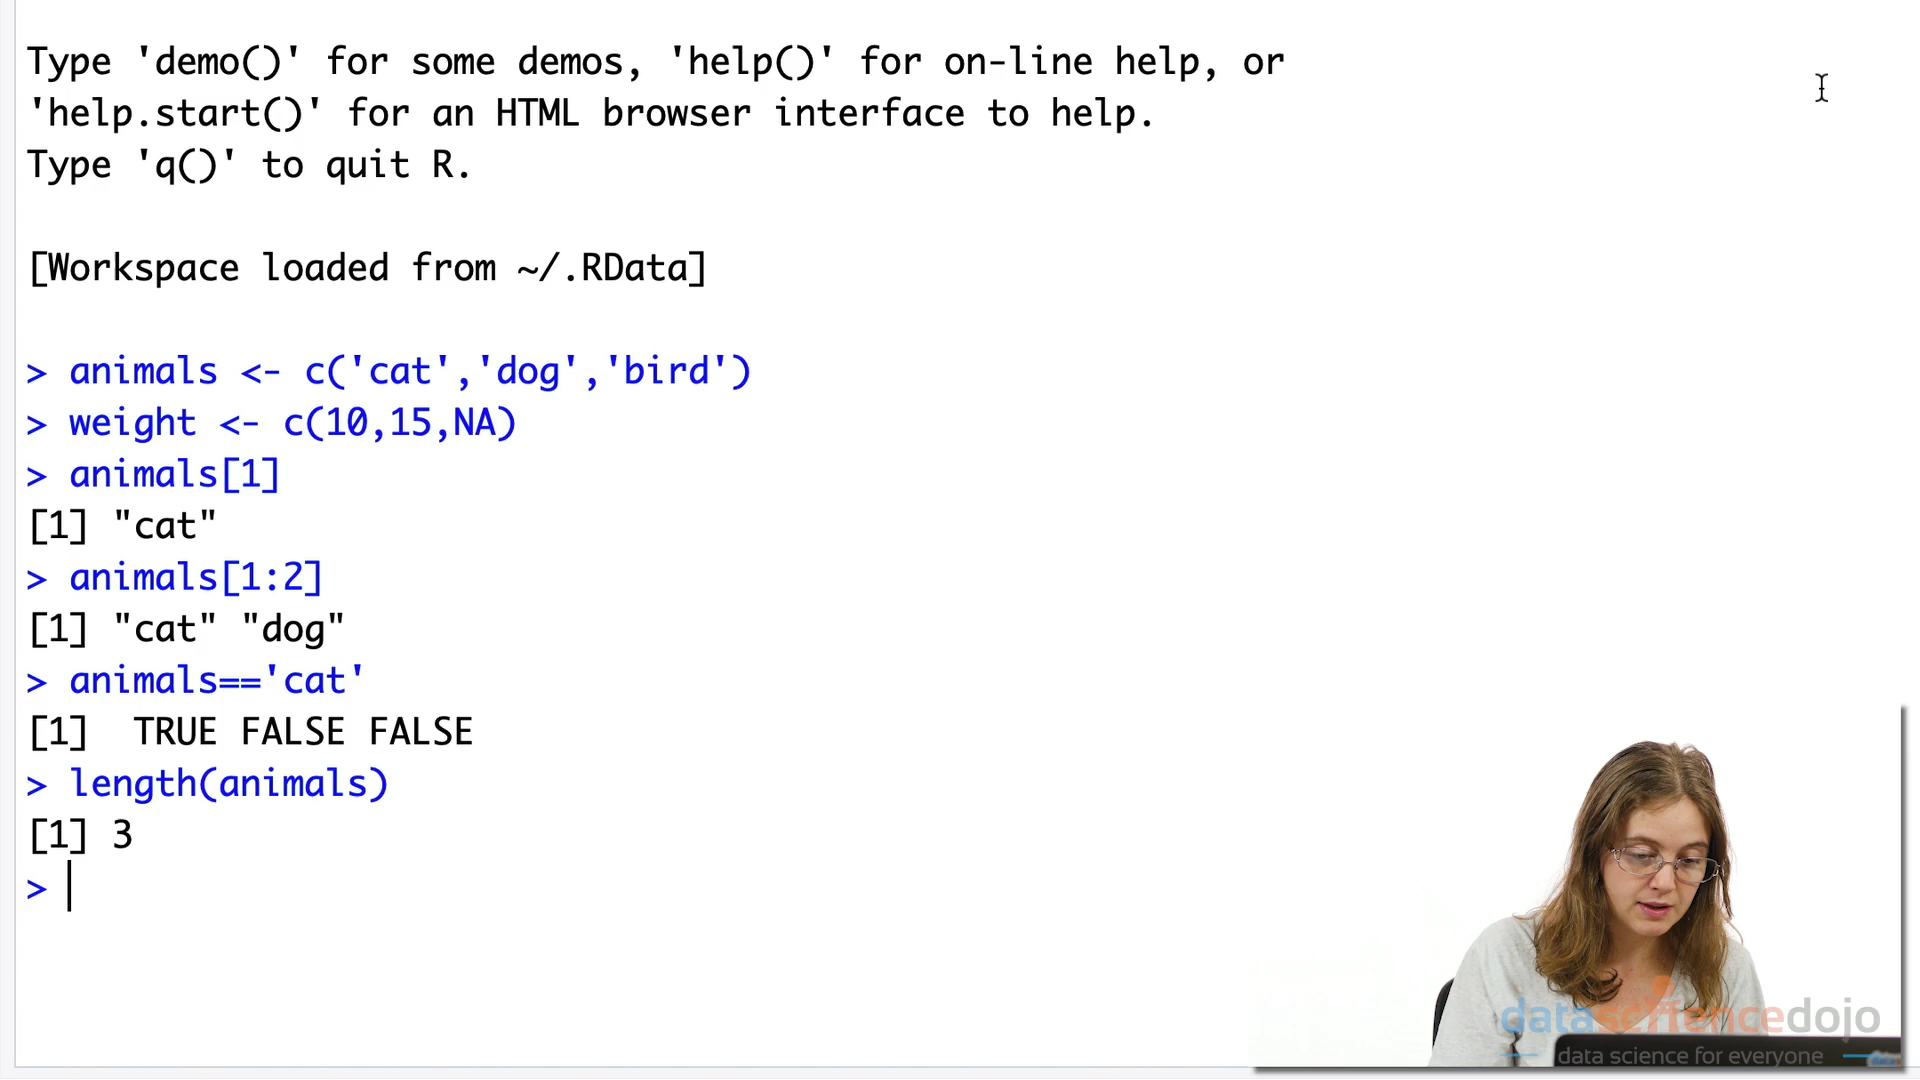 Type 'demo()' for some demos, 'help()' for on-line help, or
'help.start()' for an HTML browser interface to help.
Type 'q()' to quit R.
[Workspace loaded from ~/.RData]
> animals <- c('cat','dog','bird')
> weight <- c(10,15,NA)
> animals[1]
[1] "cat"
> animals[1:2]
[1] "cat" "dog"
> animals=='cat'
[1]  TRUE FALSE FALSE
> length(animals)
[1] 3
>
datasciencedojo
data science for everyone